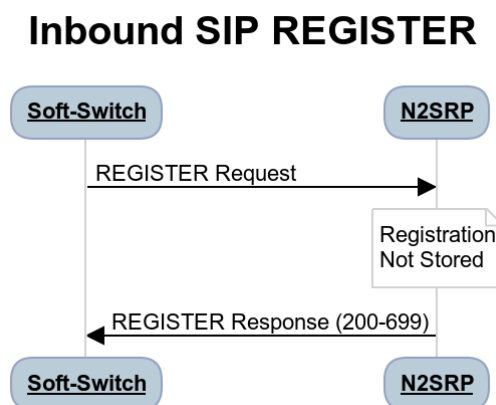 Inbound SIP REGISTER
Soft-Switch
N2SRP
REGISTER Request
Registration
Not Stored
REGISTER Response (200-699)
Soft-Switch
N2SRP